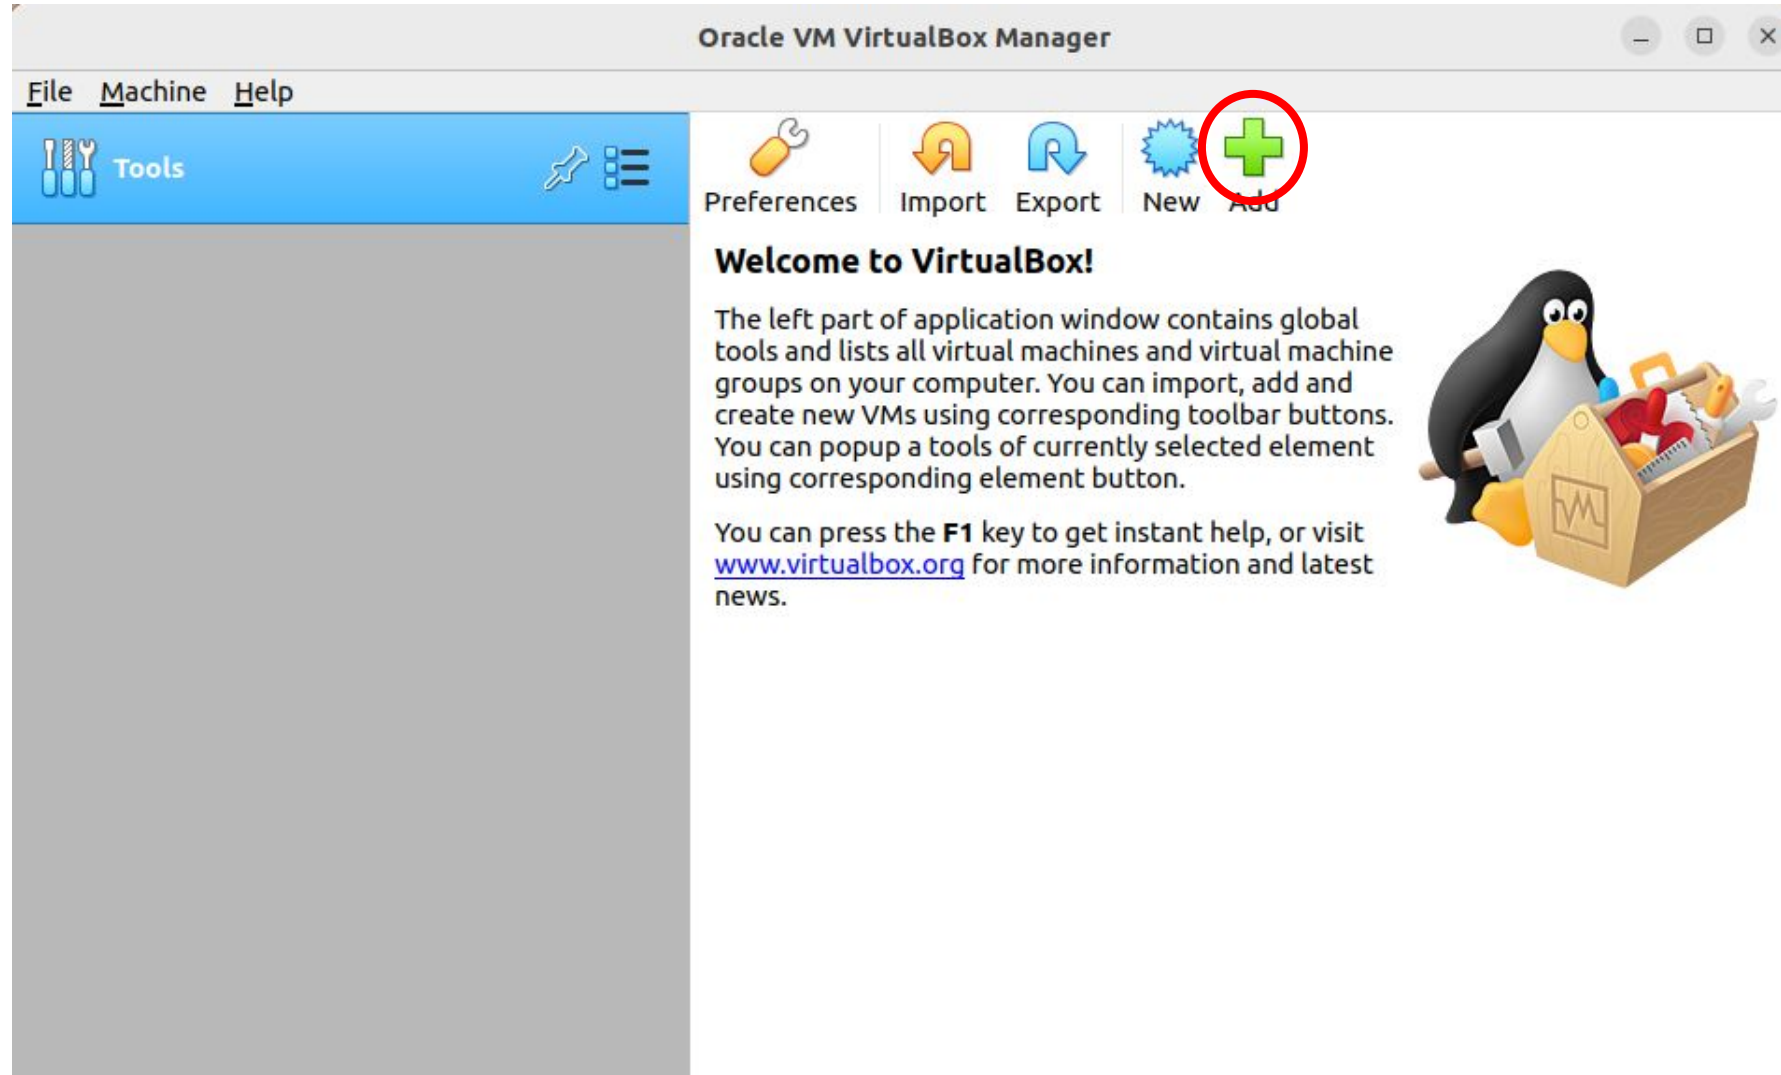 Oracle VM VirtualBox Manager
File Machine Help
Tools
Preferences Import Export New Add
Welcome to VirtualBox!
The left part of application window contains global
tools and lists all virtual machines and virtual machine
groups on your computer. You can import, add and
create new VMs using corresponding toolbar buttons.
You can popup a tools of currently selected element
using corresponding element button.
You can press the F1 key to get instant help, or visit
www.virtualbox.org for more information and latest
news.